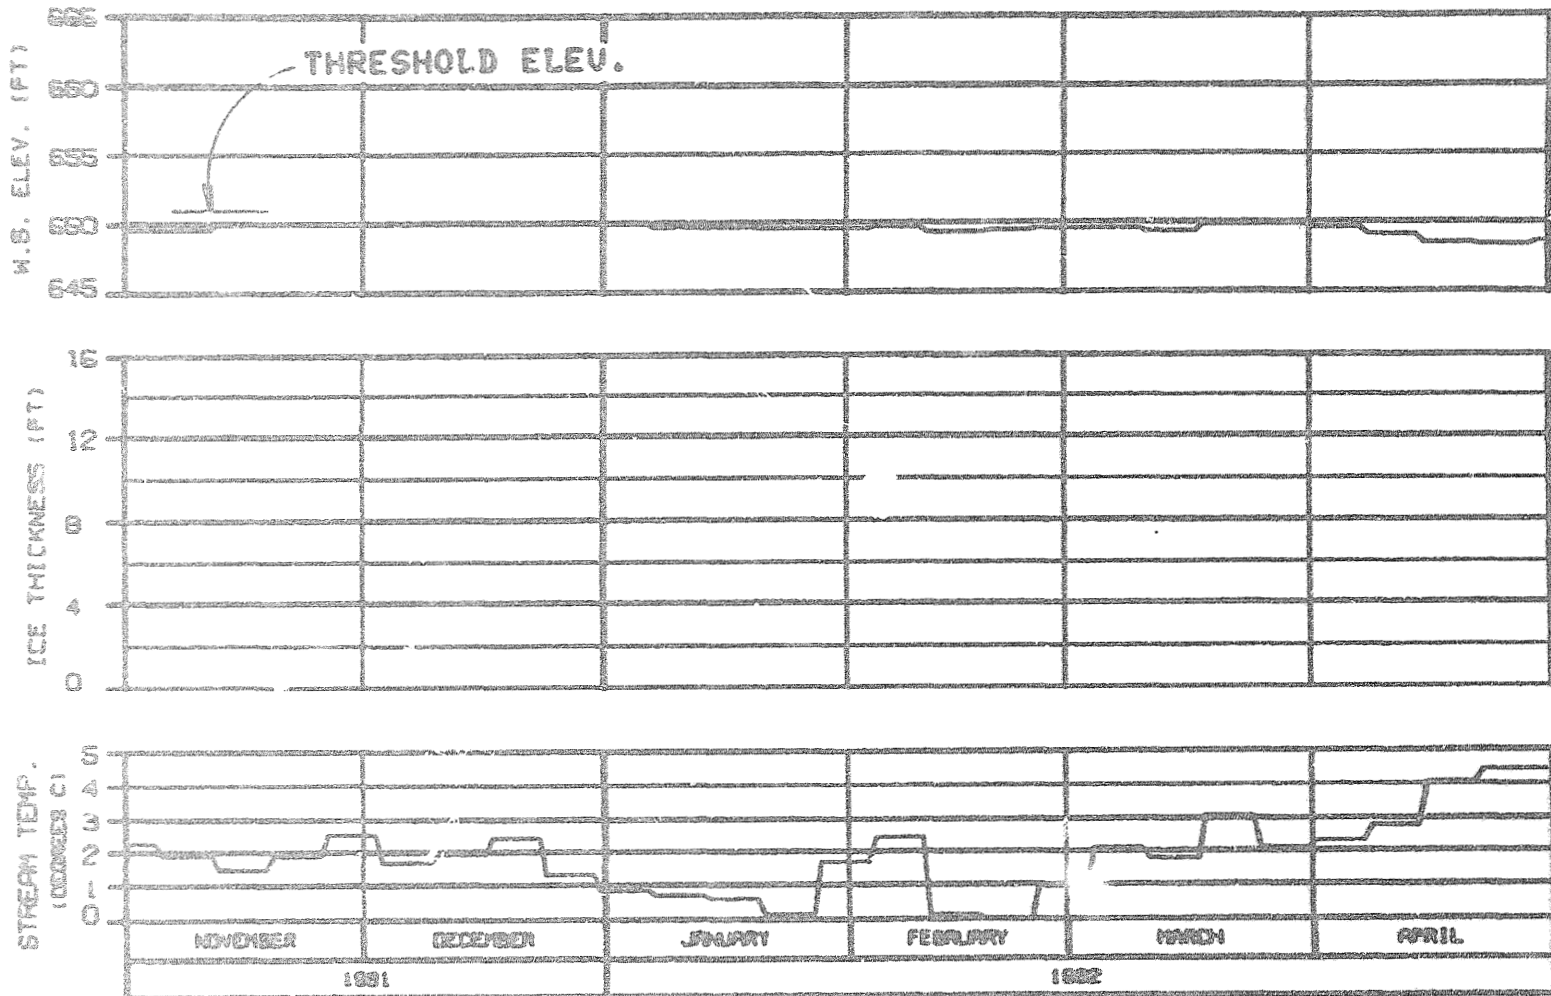 THRESHOLD ELEV.
W.S. ELEV. (FT)
660
655
650
645
ICE THICKNESS (FT)
16
12
8
4
0
STREAM TEMP.
(DEGREES C)
5
4
3
2
1
0
NOVEMBER DECEMBER JANUARY FEBRUARY MARCH APRIL
1981 1982